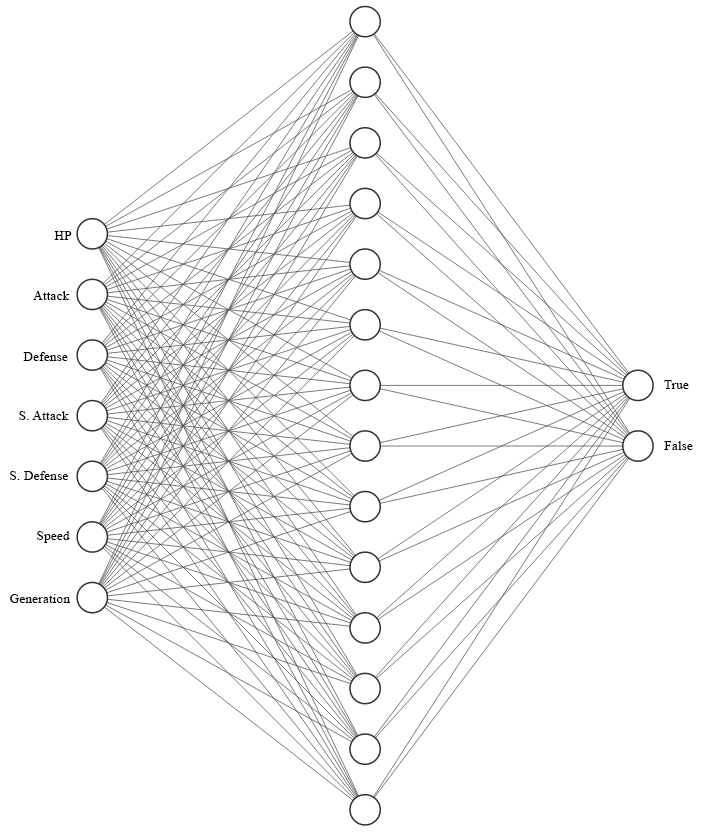 HP
Attack
Defense
S. Attack
S. Defense
Speed
Generation
True
False